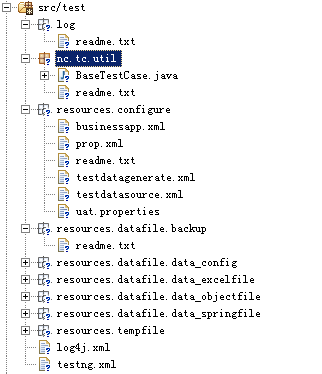 src/test
log
readme.txt
nc.tc.util
BaseTestCase.java
readme.txt
resources.configure
businessapp.xml
prop.xml
readme.txt
testdatagenerate.xml
testdatasource.xml
uat.properties
resources.datafile.backup
readme.txt
resources.datafile.data_config
resources.datafile.data_excelfile
resources.datafile.data_objectfile
resources.datafile.data_springfile
resources.tempfile
log4j.xml
testng.xml